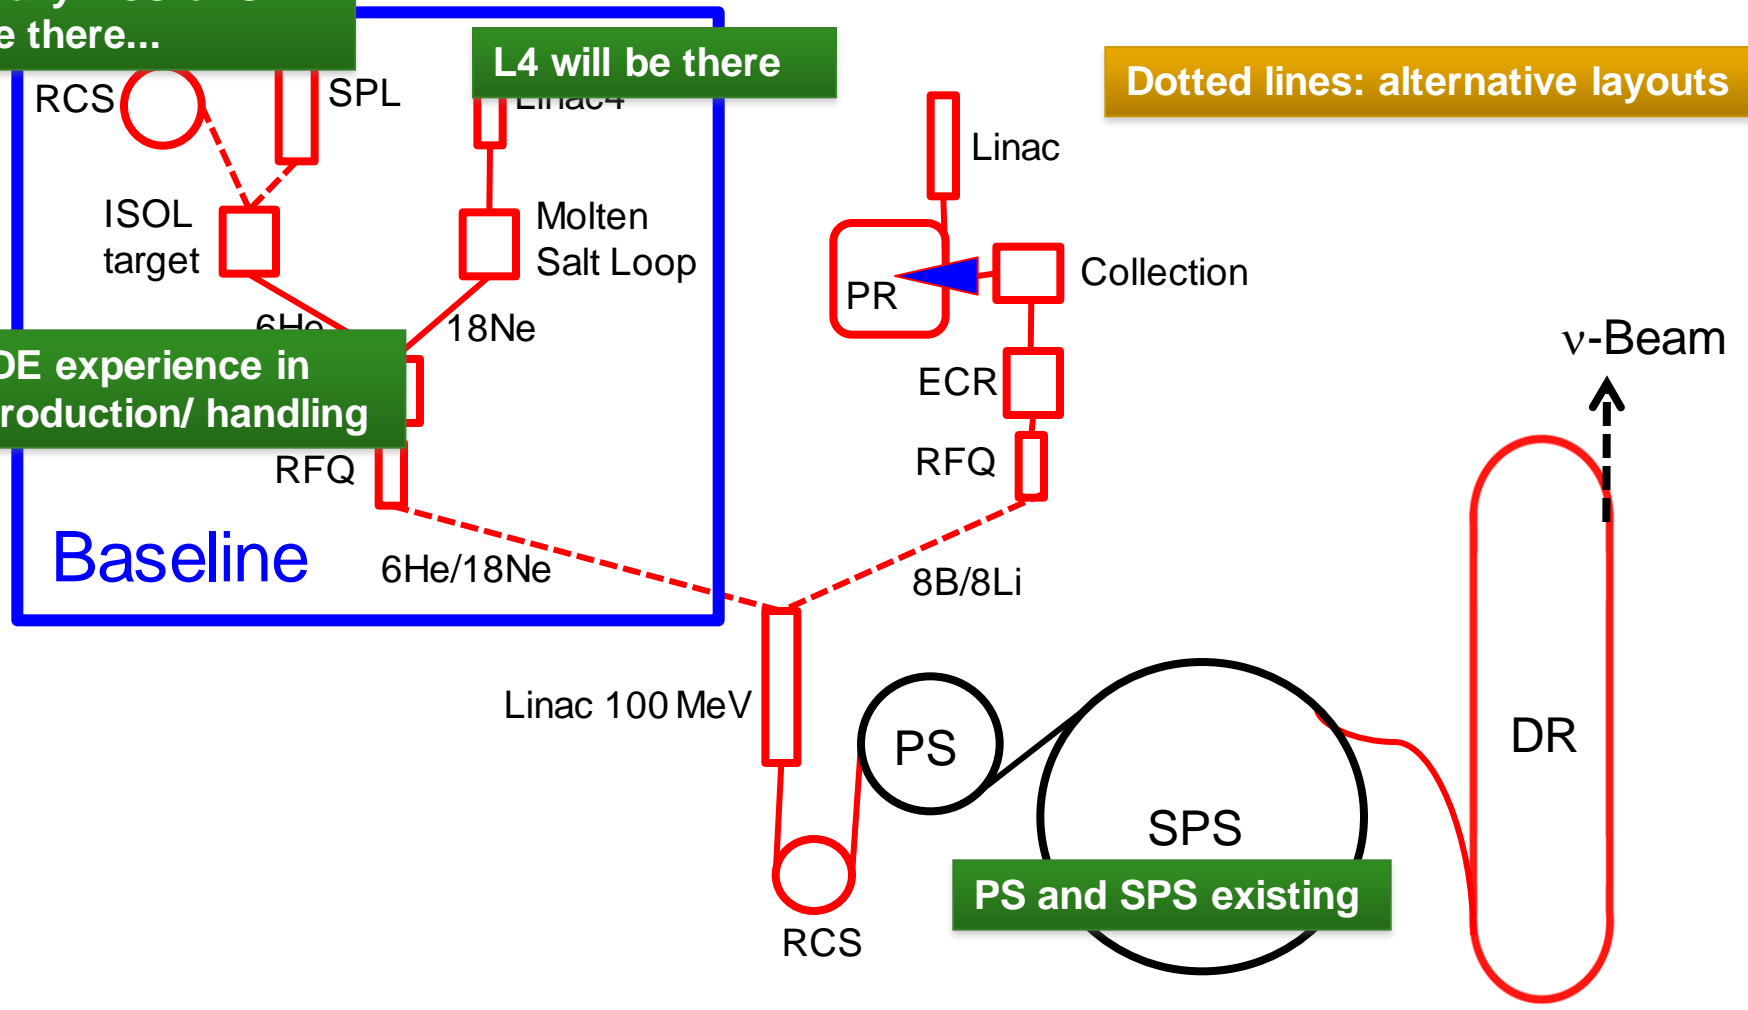 e there...
L4 will be there
Dotted lines: alternative layouts
RCS
SPL
Linac4
Linac
ISOL
target
Molten
Salt Loop
PR
Collection
6He
18Ne
ν-Beam
DE experience in
roduction/ handling
ECR
RFQ
RFQ
Baseline
6He/18Ne
8B/8Li
Linac 100 MeV
PS
DR
SPS
PS and SPS existing
RCS